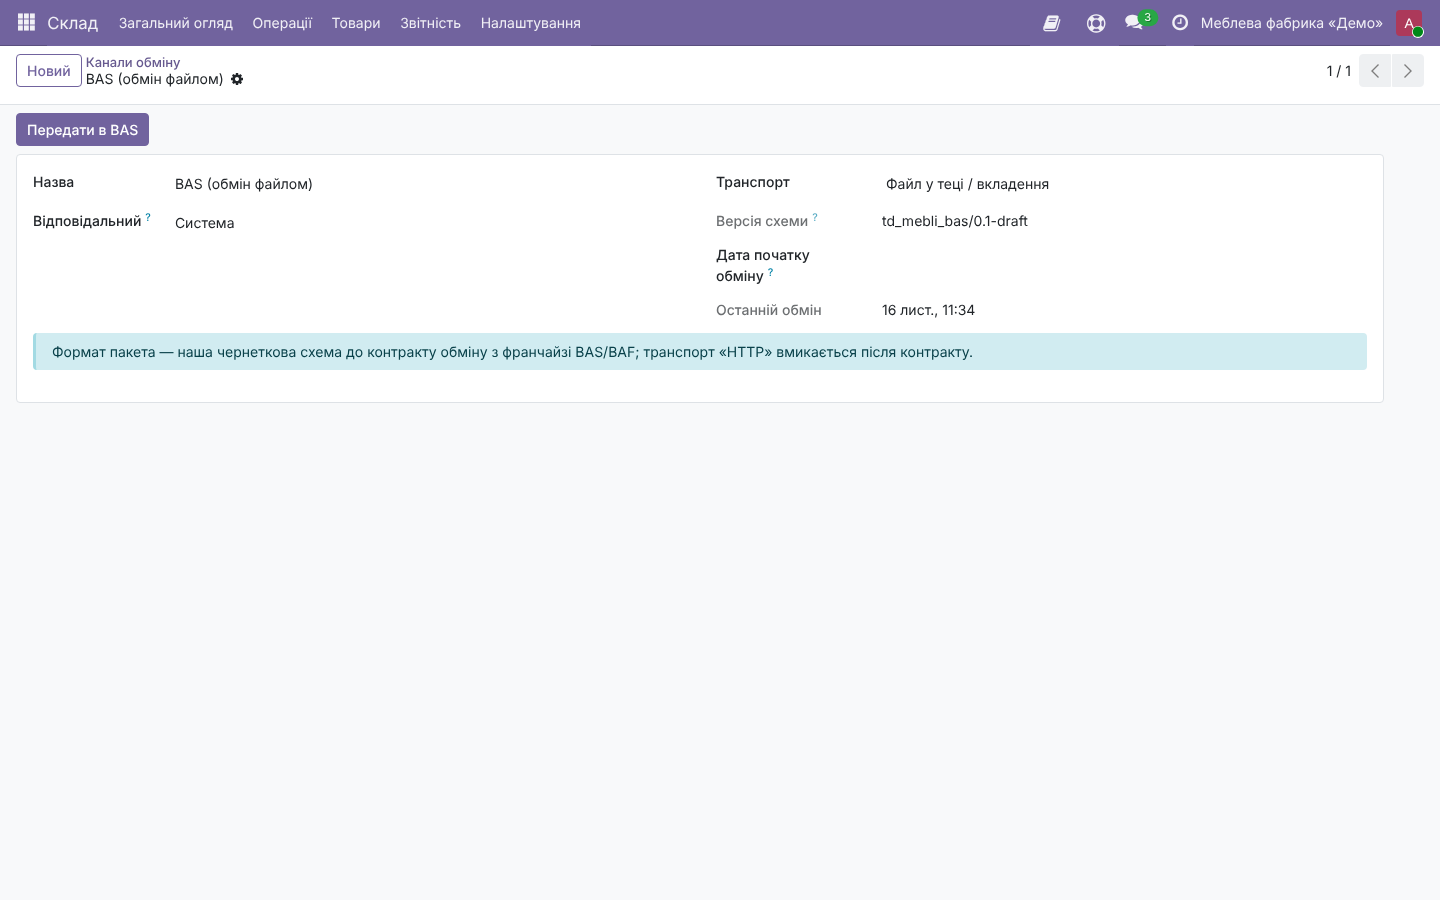 Склад Загальний огляд Операції Товари Звітність Налаштування 3 Меблева фабрика «Демо» A
Новий
Канали обміну
BAS (обмін файлом)
1 / 1
Передати в BAS
Назва BAS (обмін файлом)
Відповідальний ? Система
Транспорт Файл у теці / вкладення
Версія схеми ? td_mebli_bas/0.1-draft
Дата початку
обміну ?
Останній обмін 16 лист., 11:34
Формат пакета — наша чернеткова схема до контракту обміну з франчайзі BAS/BAF; транспорт «HTTP» вмикається після контракту.